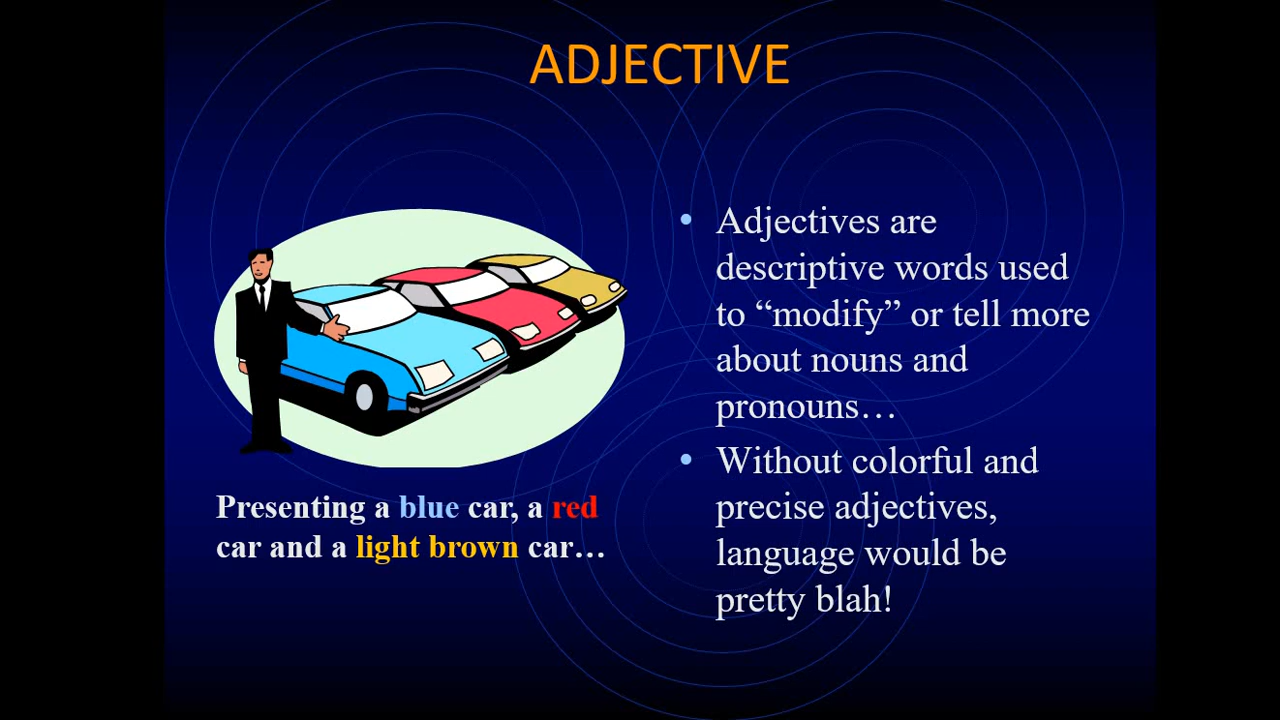 ADJECTIVE
Presenting a blue car, a red
car and a light brown car…
• Adjectives are
descriptive words used
to “modify” or tell more
about nouns and
pronouns…
• Without colorful and
precise adjectives,
language would be
pretty blah!